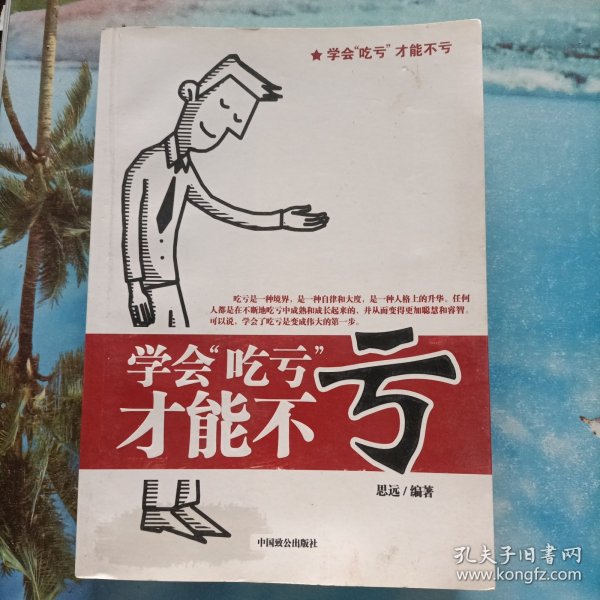 ★学会“吃亏”才能不亏
吃亏是一种境界，是一种自律和大度，是一种人格上的升华。任何
人都是在不断地吃亏中成熟和成长起来的，并从而变得更加聪慧和睿智。
可以说，学会了吃亏是变成伟大的第一步。
学会“吃亏”
才能不亏
思远/编著
中国致公出版社
孔夫子旧书网
www.kongfz.com